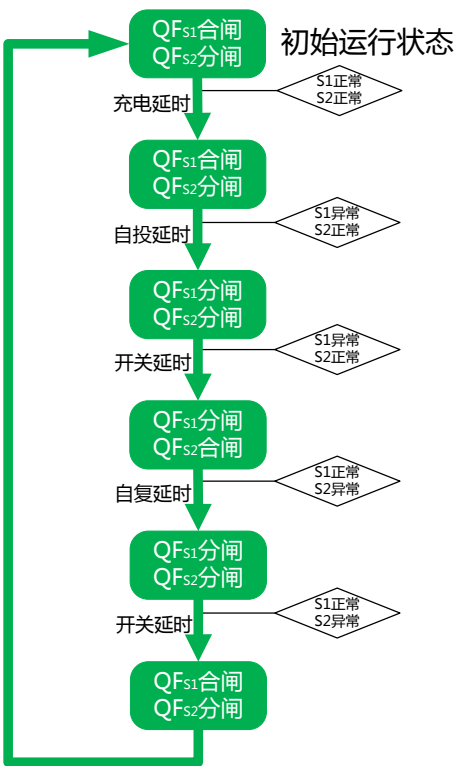 QFS1合闸
QFS2分闸
初始运行状态
S1正常
S2正常
充电延时
QFS1合闸
QFS2分闸
S1异常
S2正常
自投延时
QFS1分闸
QFS2分闸
S1异常
S2正常
开关延时
QFS1分闸
QFS2合闸
S1正常
S2异常
自复延时
QFS1分闸
QFS2分闸
S1正常
S2异常
开关延时
QFS1合闸
QFS2分闸